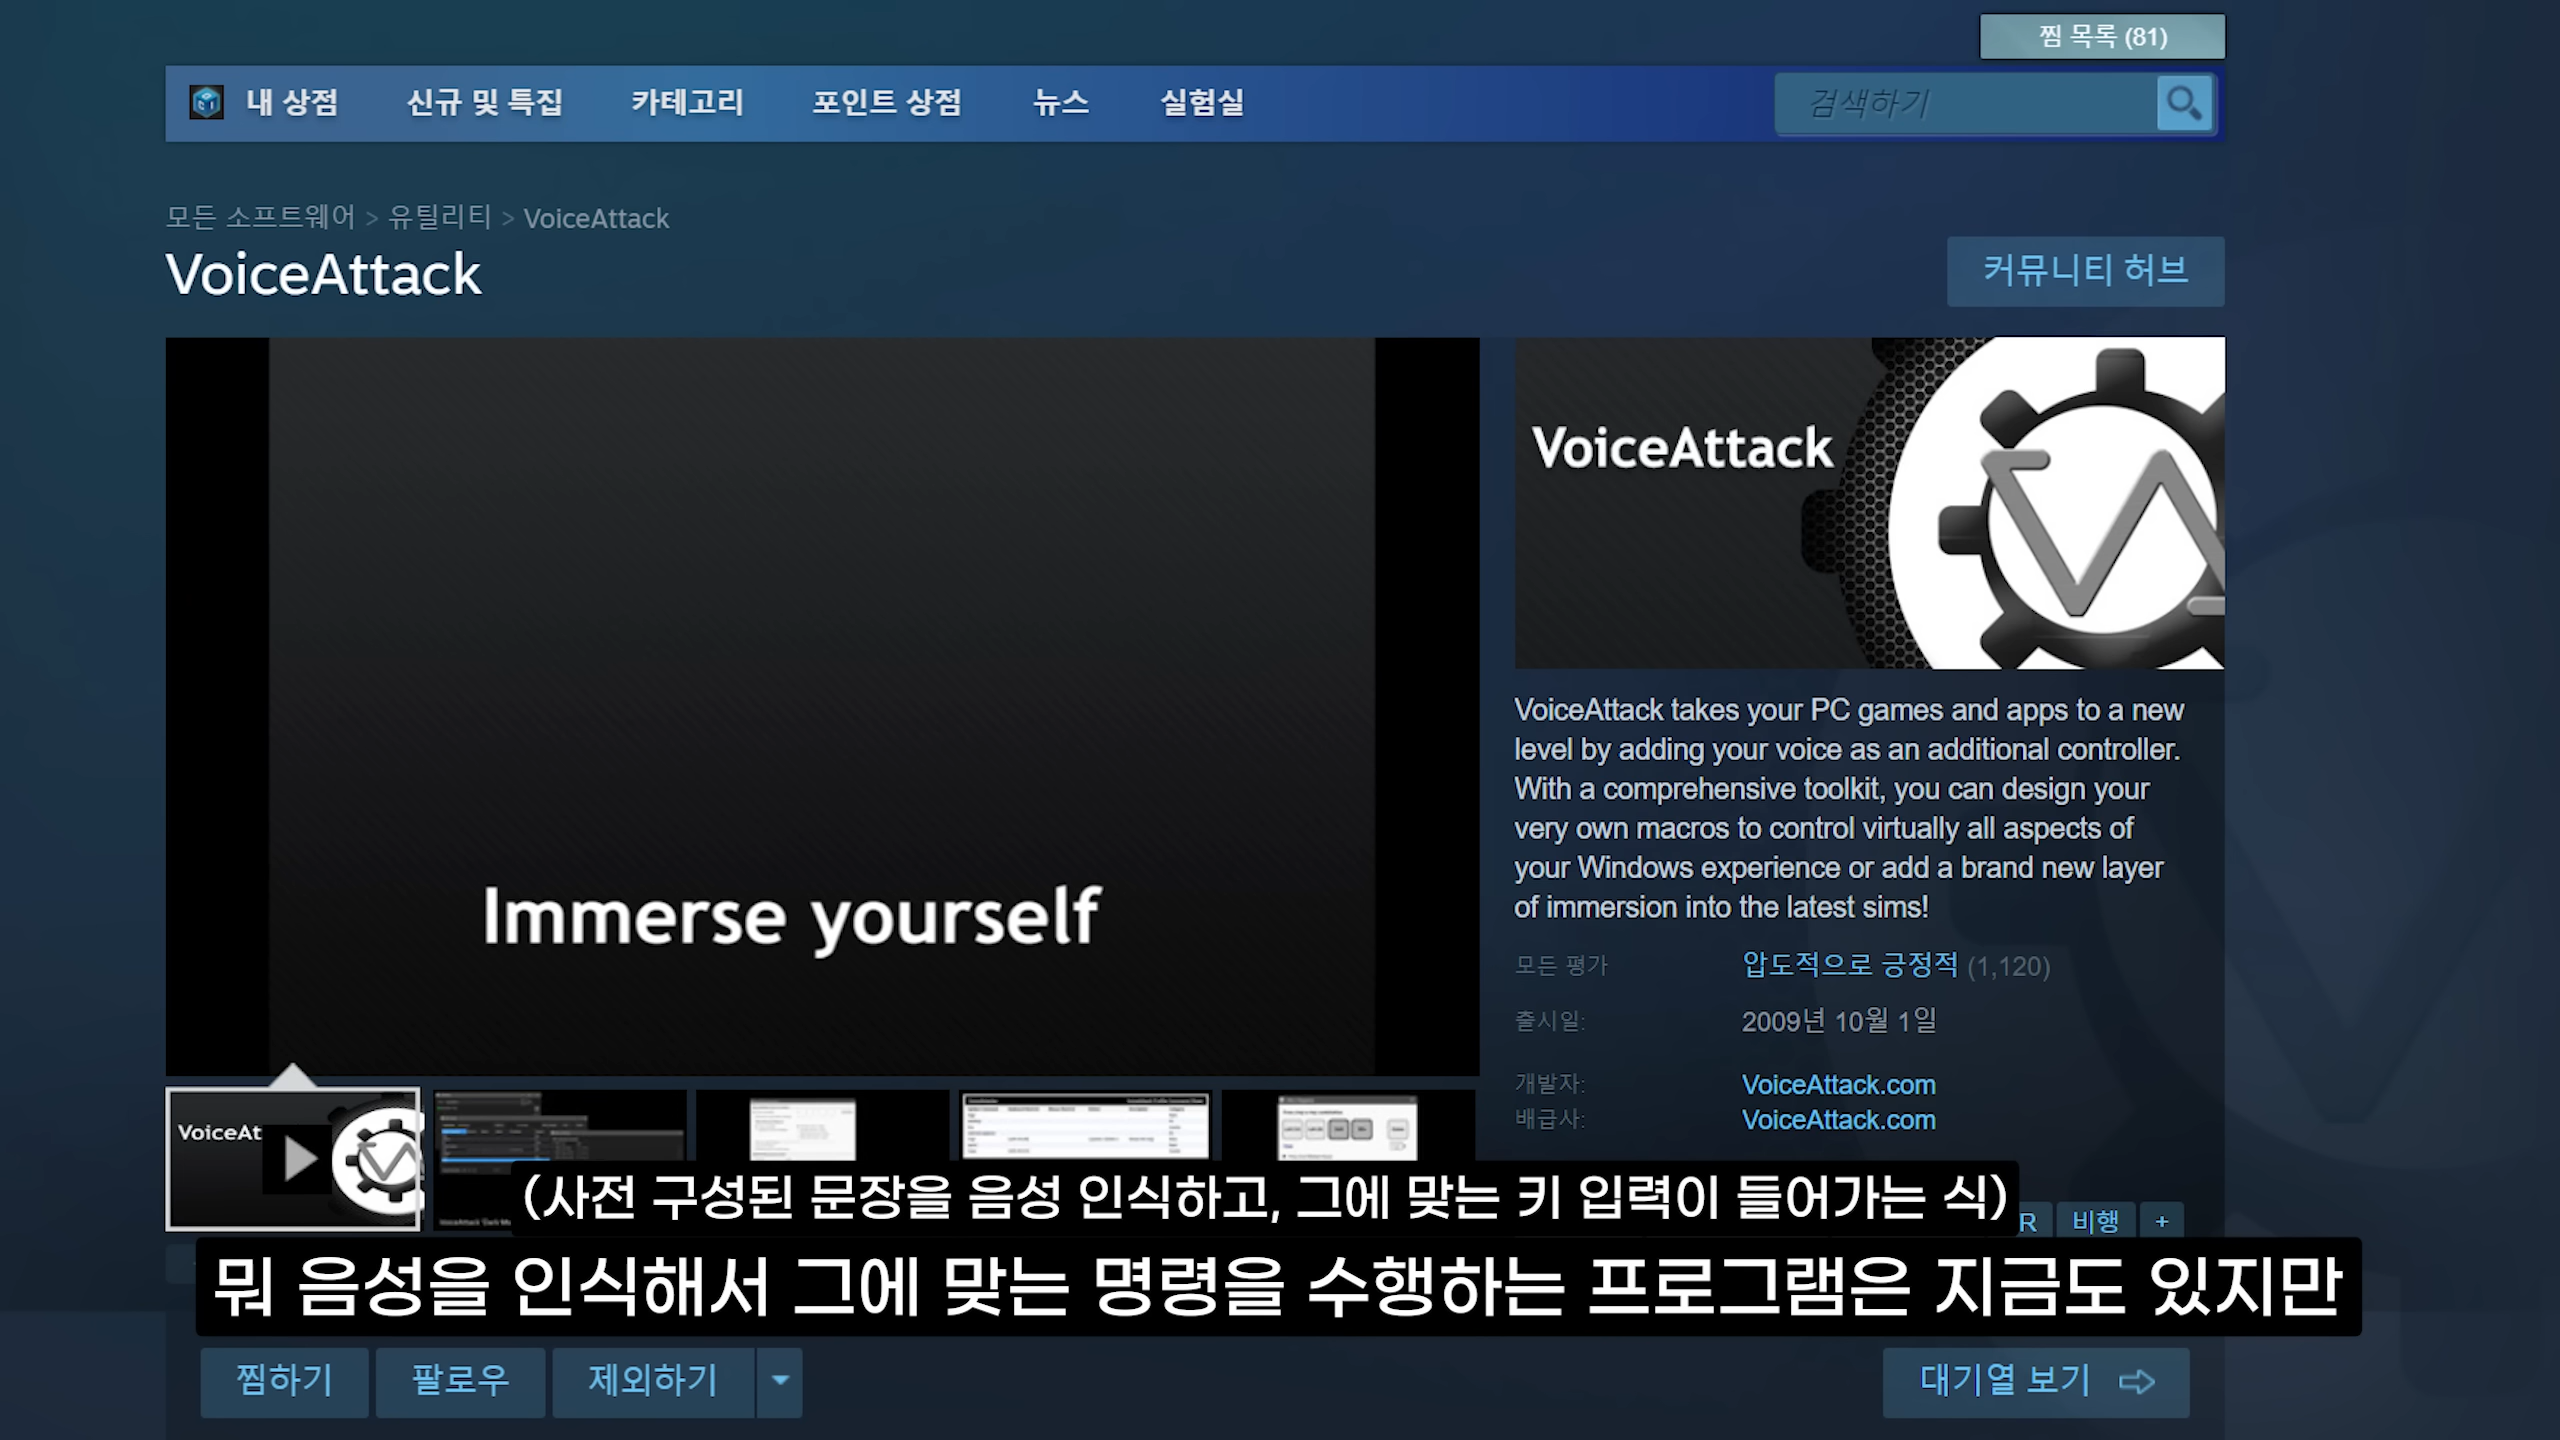 찜 목록 (81)
내 상점 신규 및 특집 카테고리 포인트 상점 뉴스 실험실 검색하기
모든 소프트웨어 > 유틸리티 > VoiceAttack
VoiceAttack
커뮤니티 허브
Immerse yourself
VoiceAttack
VoiceAttack takes your PC games and apps to a new
level by adding your voice as an additional controller.
With a comprehensive toolkit, you can design your
very own macros to control virtually all aspects of
your Windows experience or add a brand new layer
of immersion into the latest sims!
모든 평가 압도적으로 긍정적 (1,120)
출시일: 2009년 10월 1일
개발자: VoiceAttack.com
배급사: VoiceAttack.com
VoiceAt
R 비행 +
(사전 구성된 문장을 음성 인식하고, 그에 맞는 키 입력이 들어가는 식)
뭐 음성을 인식해서 그에 맞는 명령을 수행하는 프로그램은 지금도 있지만
찜하기 팔로우 제외하기 대기열 보기